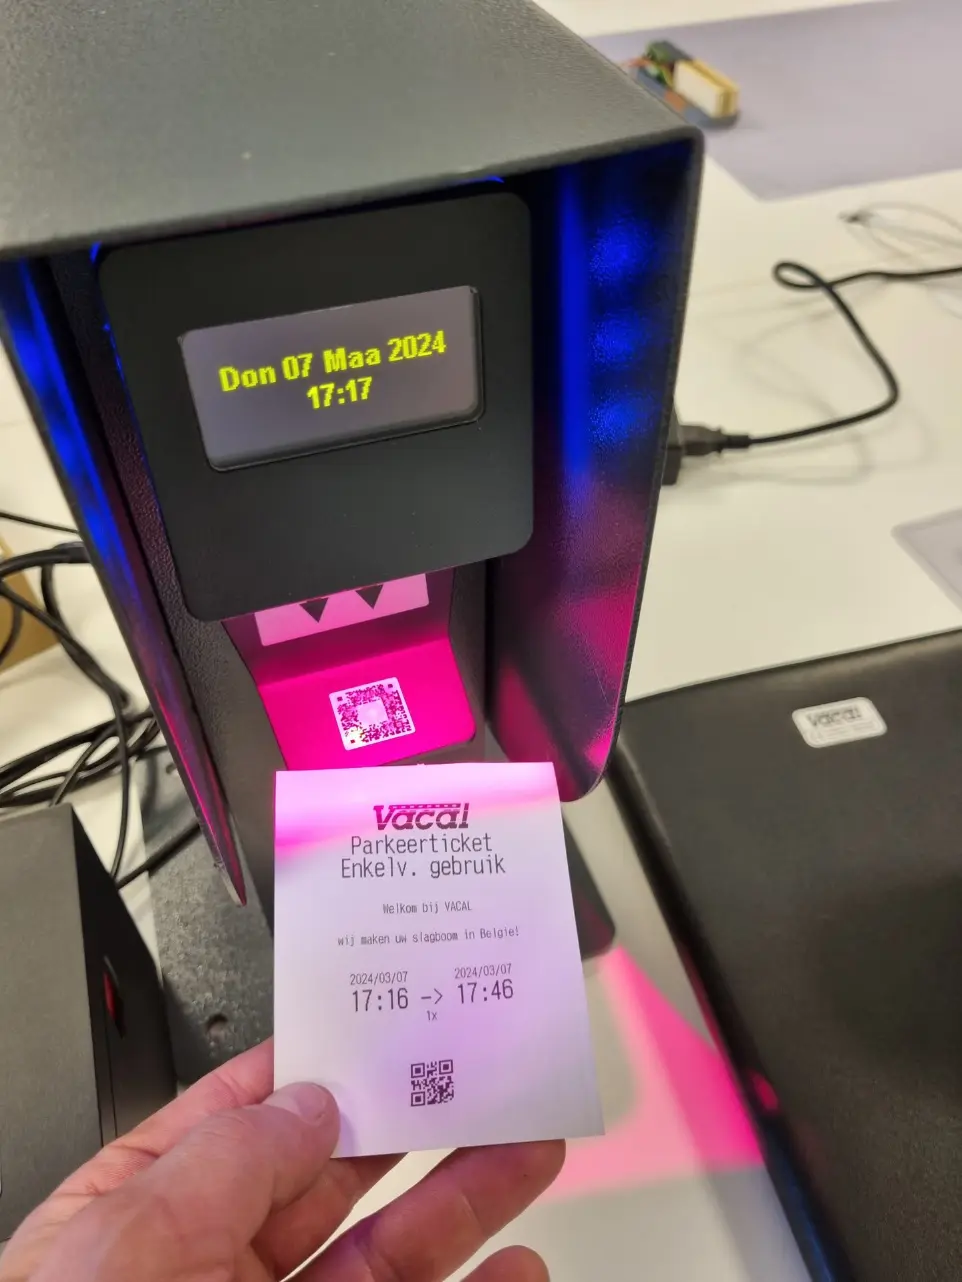 Don 07 Maa 2024
17:17
Vacal
Vacal
Parkeerticket
Enkelv. gebruik
Welkom bij VACAL
wij maken uw slagboom in Belgie!
2024/03/07 2024/03/07
17:16 -> 17:46
1x